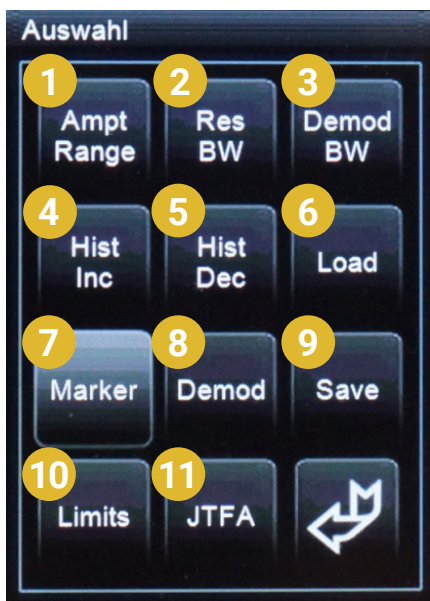 Auswahl
1
2
3
Ampt
Range
Res
BW
Demod
BW
4
5
6
Hist
Inc
Hist
Dec
Load
7
8
9
Marker
Demod
Save
10
11
Limits
JTFA